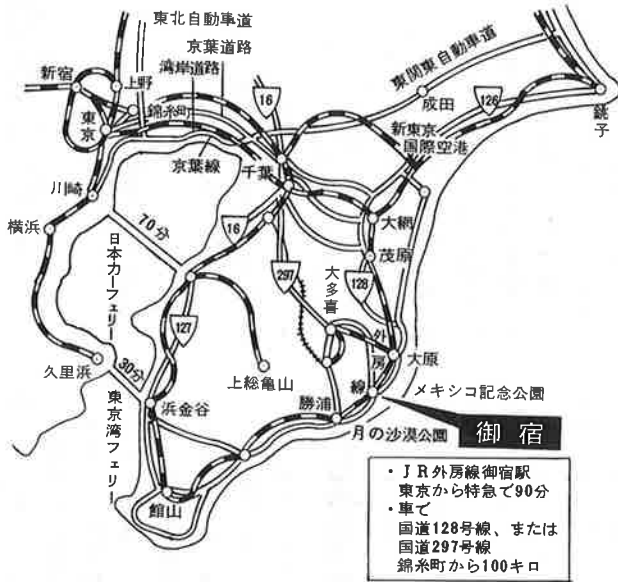 東北自動車道
京葉道路
湾岸道路
東関東自動車道
新宿
上野
16
成田
126
銚子
東京
錦糸町
新東京
国際空港
京葉線
千葉
川崎
横浜
70分
16
大網
茂原
日本カーフェリー
297
大多喜
128
127
外房線
大原
30分
久里浜
上総亀山
メキシコ記念公園
東京湾フェリー
浜金谷
勝浦
月の沙漠公園
御宿
館山
・JR外房線御宿駅
東京から特急で90分
・車で
国道128号線、または
国道297号線
錦糸町から100キロ